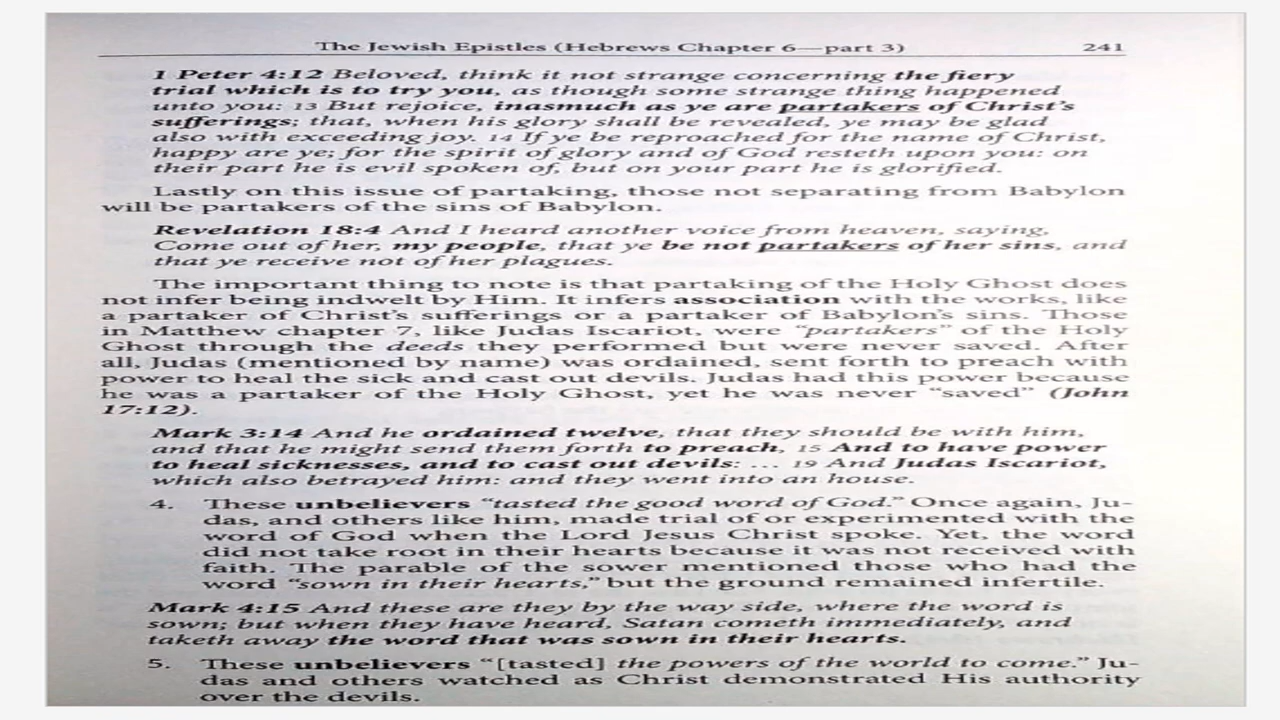 The Jewish Epistles (Hebrews Chapter 6—part 3) 241
1 Peter 4:12 Beloved, think it not strange concerning the fiery
trial which is to try you, as though some strange thing happened
unto you: 13 But rejoice, inasmuch as ye are partakers of Christ's
sufferings; that, when his glory shall be revealed, ye may be glad
also with exceeding joy. 14 If ye be reproached for the name of Christ,
happy are ye; for the spirit of glory and of God resteth upon you: on
their part he is evil spoken of, but on your part he is glorified.
Lastly on this issue of partaking, those not separating from Babylon
will be partakers of the sins of Babylon.
Revelation 18:4 And I heard another voice from heaven, saying,
Come out of her, my people, that ye be not partakers of her sins, and
that ye receive not of her plagues.
The important thing to note is that partaking of the Holy Ghost does
not infer being indwelt by Him. It infers association with the works, like
a partaker of Christ's sufferings or a partaker of Babylon's sins. Those
in Matthew chapter 7, like Judas Iscariot, were "partakers" of the Holy
Ghost through the deeds they performed but were never saved. After
all, Judas (mentioned by name) was ordained, sent forth to preach with
power to heal the sick and cast out devils. Judas had this power because
he was a partaker of the Holy Ghost, yet he was never "saved" (John
17:12).
Mark 3:14 And he ordained twelve, that they should be with him,
and that he might send them forth to preach, 15 And to have power
to heal sicknesses, and to cast out devils: ... 19 And Judas Iscariot,
which also betrayed him: and they went into an house.
4. These unbelievers "tasted the good word of God." Once again, Ju-
das, and others like him, made trial of or experimented with the
word of God when the Lord Jesus Christ spoke. Yet, the word
did not take root in their hearts because it was not received with
faith. The parable of the sower mentioned those who had the
word "sown in their hearts," but the ground remained infertile.
Mark 4:15 And these are they by the way side, where the word is
sown; but when they have heard, Satan cometh immediately, and
taketh away the word that was sown in their hearts.
5. These unbelievers "[tasted] the powers of the world to come." Ju-
das and others watched as Christ demonstrated His authority
over the devils.